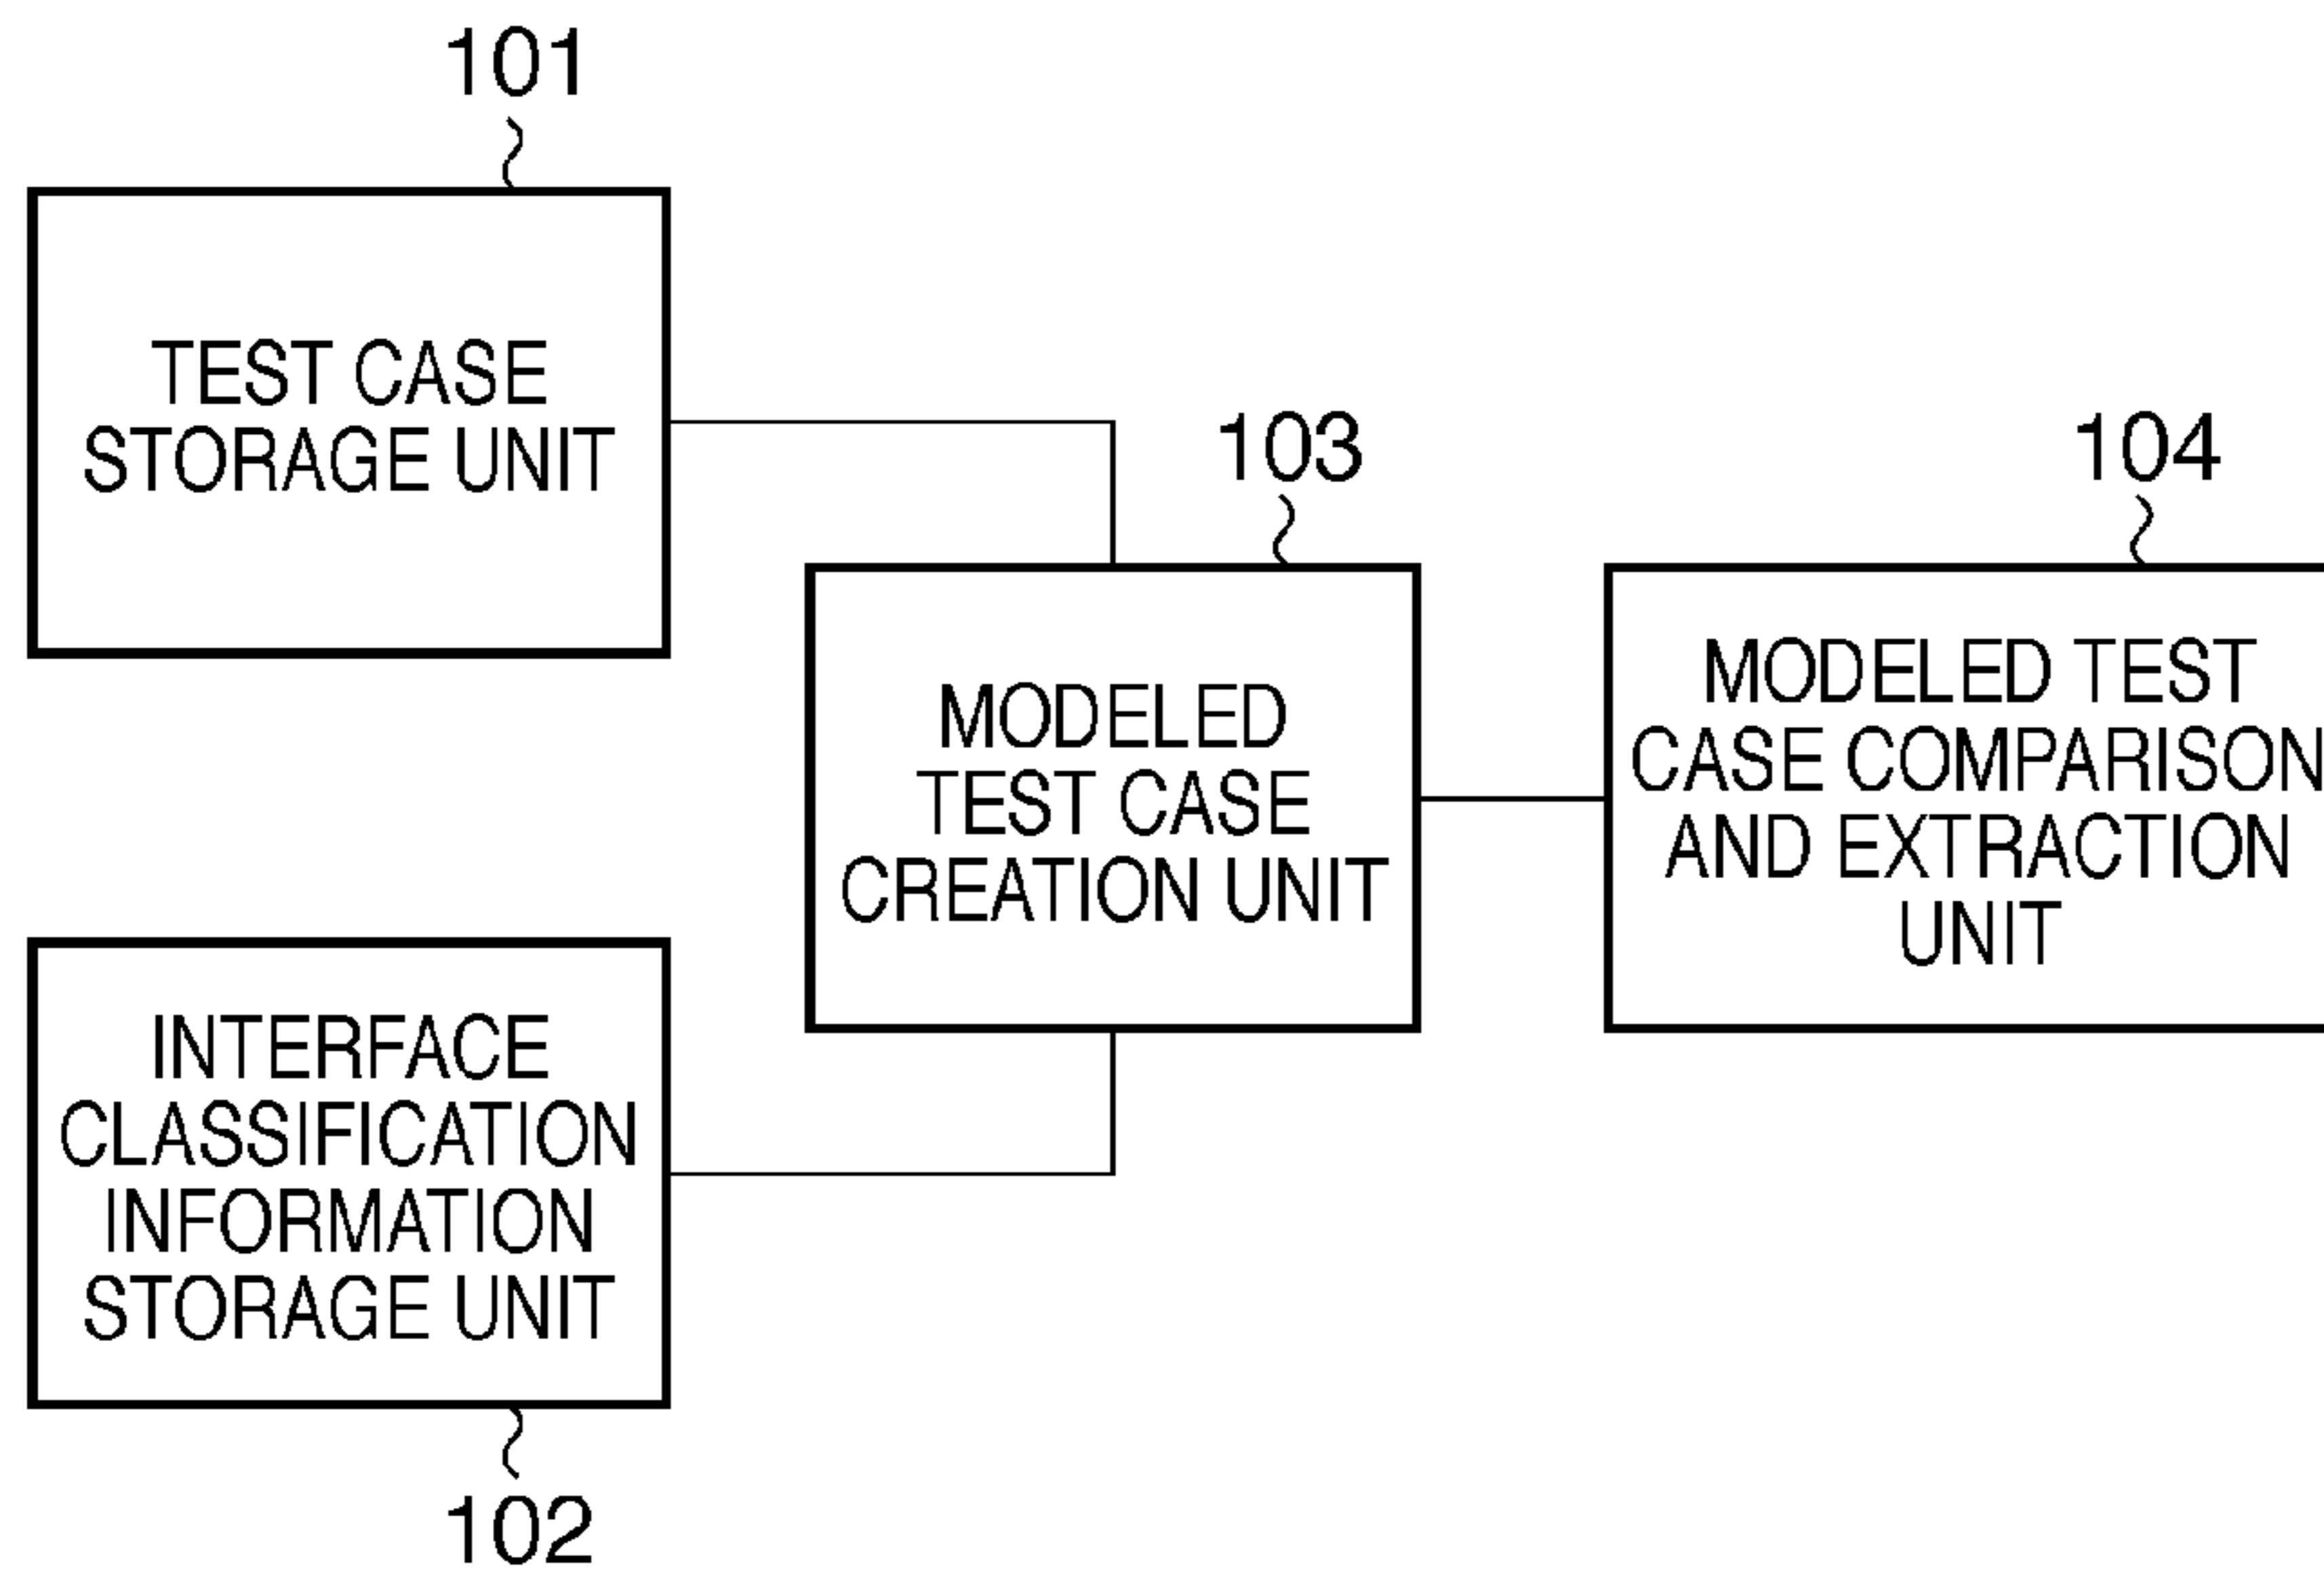 101
TEST CASE
STORAGE UNIT
103
104
MODELED
TEST CASE
CREATION UNIT
MODELED TEST
CASE COMPARISON
AND EXTRACTION
UNIT
INTERFACE
CLASSIFICATION
INFORMATION
STORAGE UNIT
102